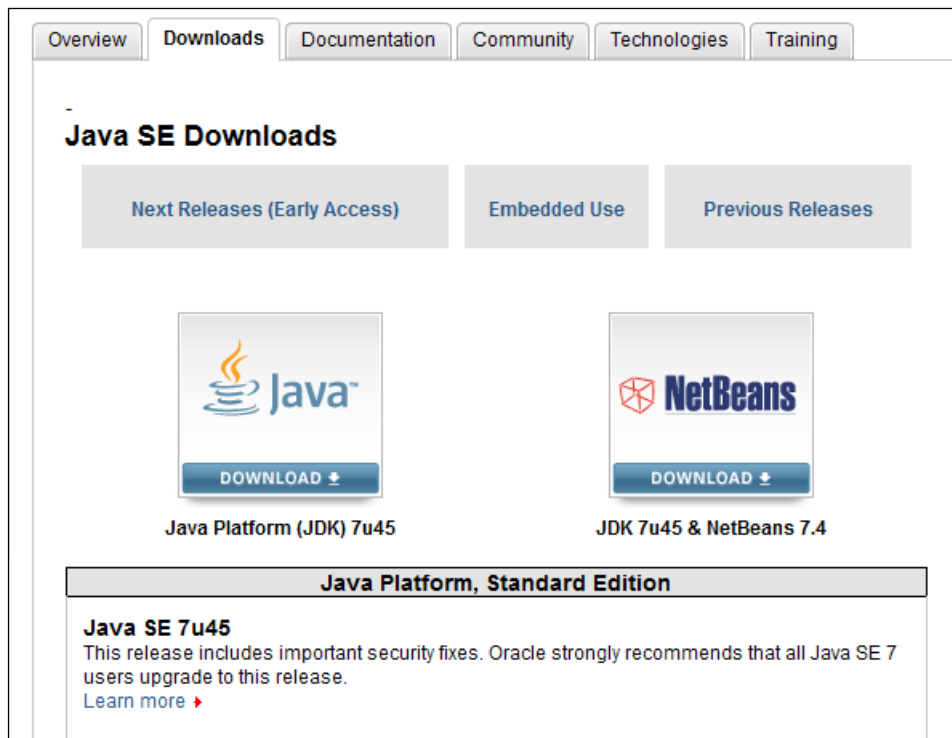 Overview Downloads Documentation Community Technologies Training
-
Java SE Downloads
Next Releases (Early Access) Embedded Use Previous Releases
Java™ NetBeans
DOWNLOAD DOWNLOAD
Java Platform (JDK) 7u45 JDK 7u45 & NetBeans 7.4
Java Platform, Standard Edition
Java SE 7u45
This release includes important security fixes. Oracle strongly recommends that all Java SE 7
users upgrade to this release.
Learn more